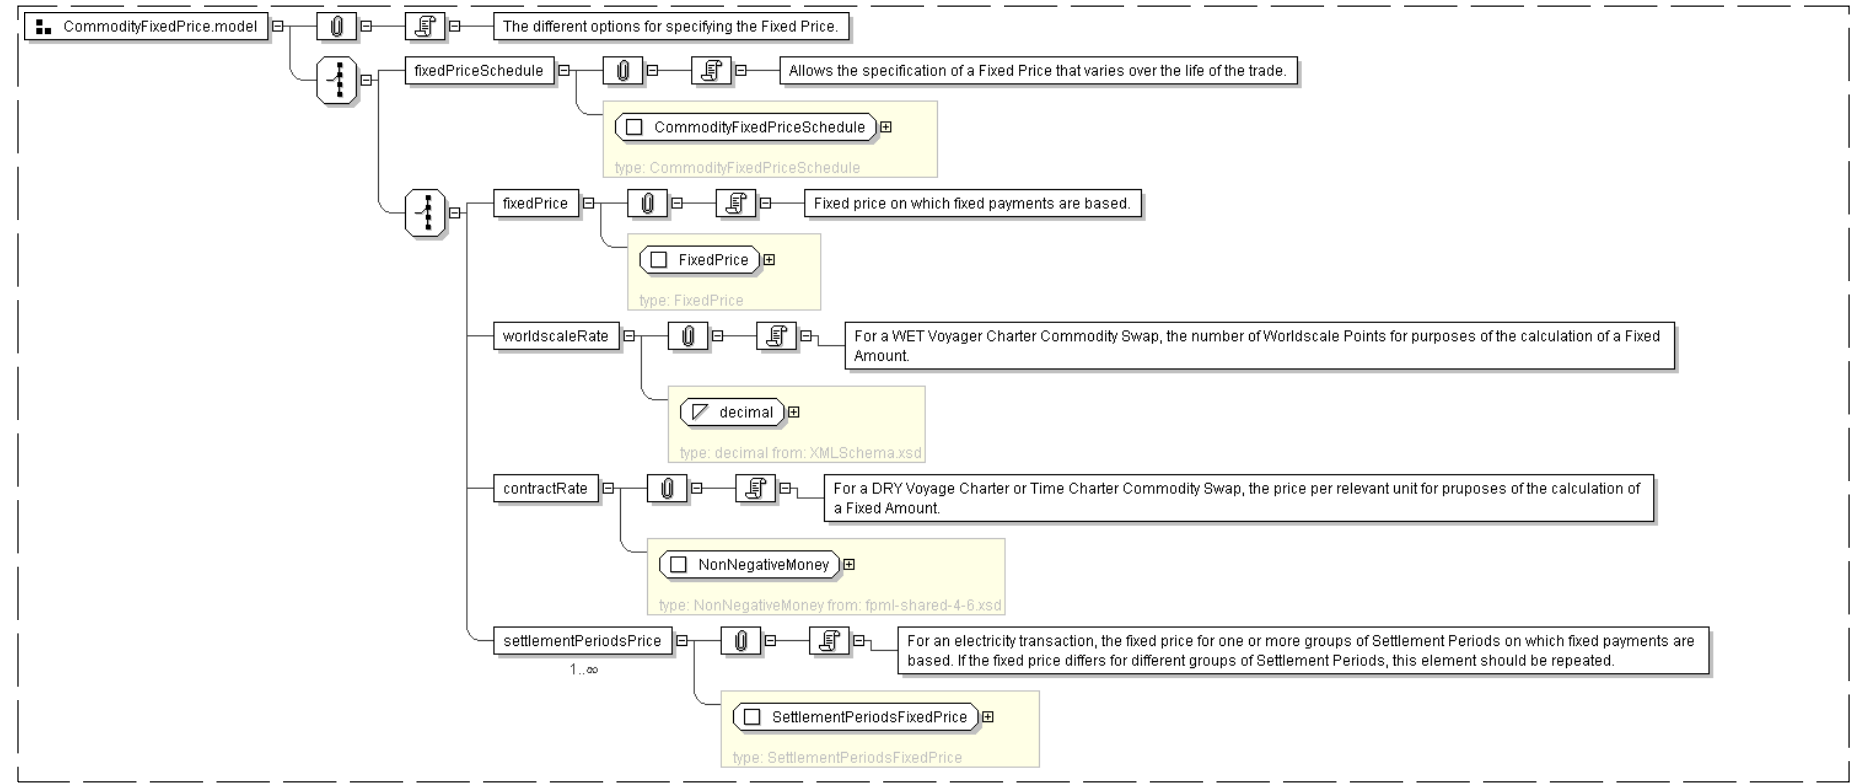 CommodityFixedPrice.model
The different options for specifying the Fixed Price.
fixedPriceSchedule
Allows the specification of a Fixed Price that varies over the life of the trade.
CommodityFixedPriceSchedule
type: CommodityFixedPriceSchedule
fixedPrice
Fixed price on which fixed payments are based.
FixedPrice
type: FixedPrice
worldscaleRate
For a WET Voyager Charter Commodity Swap, the number of Worldscale Points for purposes of the calculation of a Fixed
Amount.
decimal
type: decimal from: XMLSchema.xsd
contractRate
For a DRY Voyage Charter or Time Charter Commodity Swap, the price per relevant unit for pruposes of the calculation of
a Fixed Amount.
NonNegativeMoney
type: NonNegativeMoney from: fpml-shared-4-6.xsd
settlementPeriodsPrice
1..∞
For an electricity transaction, the fixed price for one or more groups of Settlement Periods on which fixed payments are
based. If the fixed price differs for different groups of Settlement Periods, this element should be repeated.
SettlementPeriodsFixedPrice
type: SettlementPeriodsFixedPrice